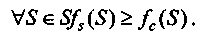 ∀S ∈ Sf_s(S) ≥ f_c(S).